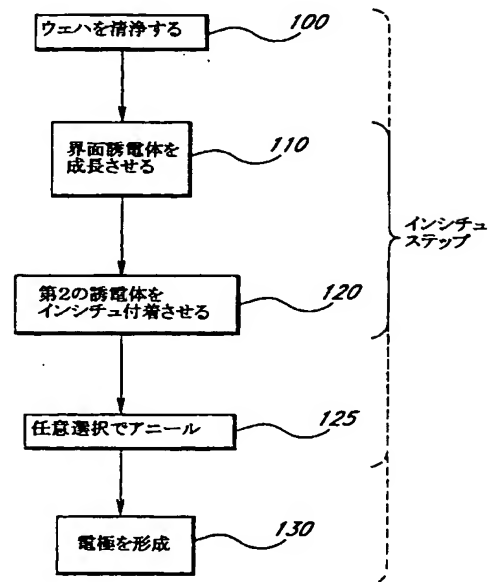 ウェハを清浄する
100
界面誘電体を
成長させる
110
インシチュ
ステップ
第2の誘電体を
インシチュ付着させる
120
任意選択でアニール
125
電極を形成
130